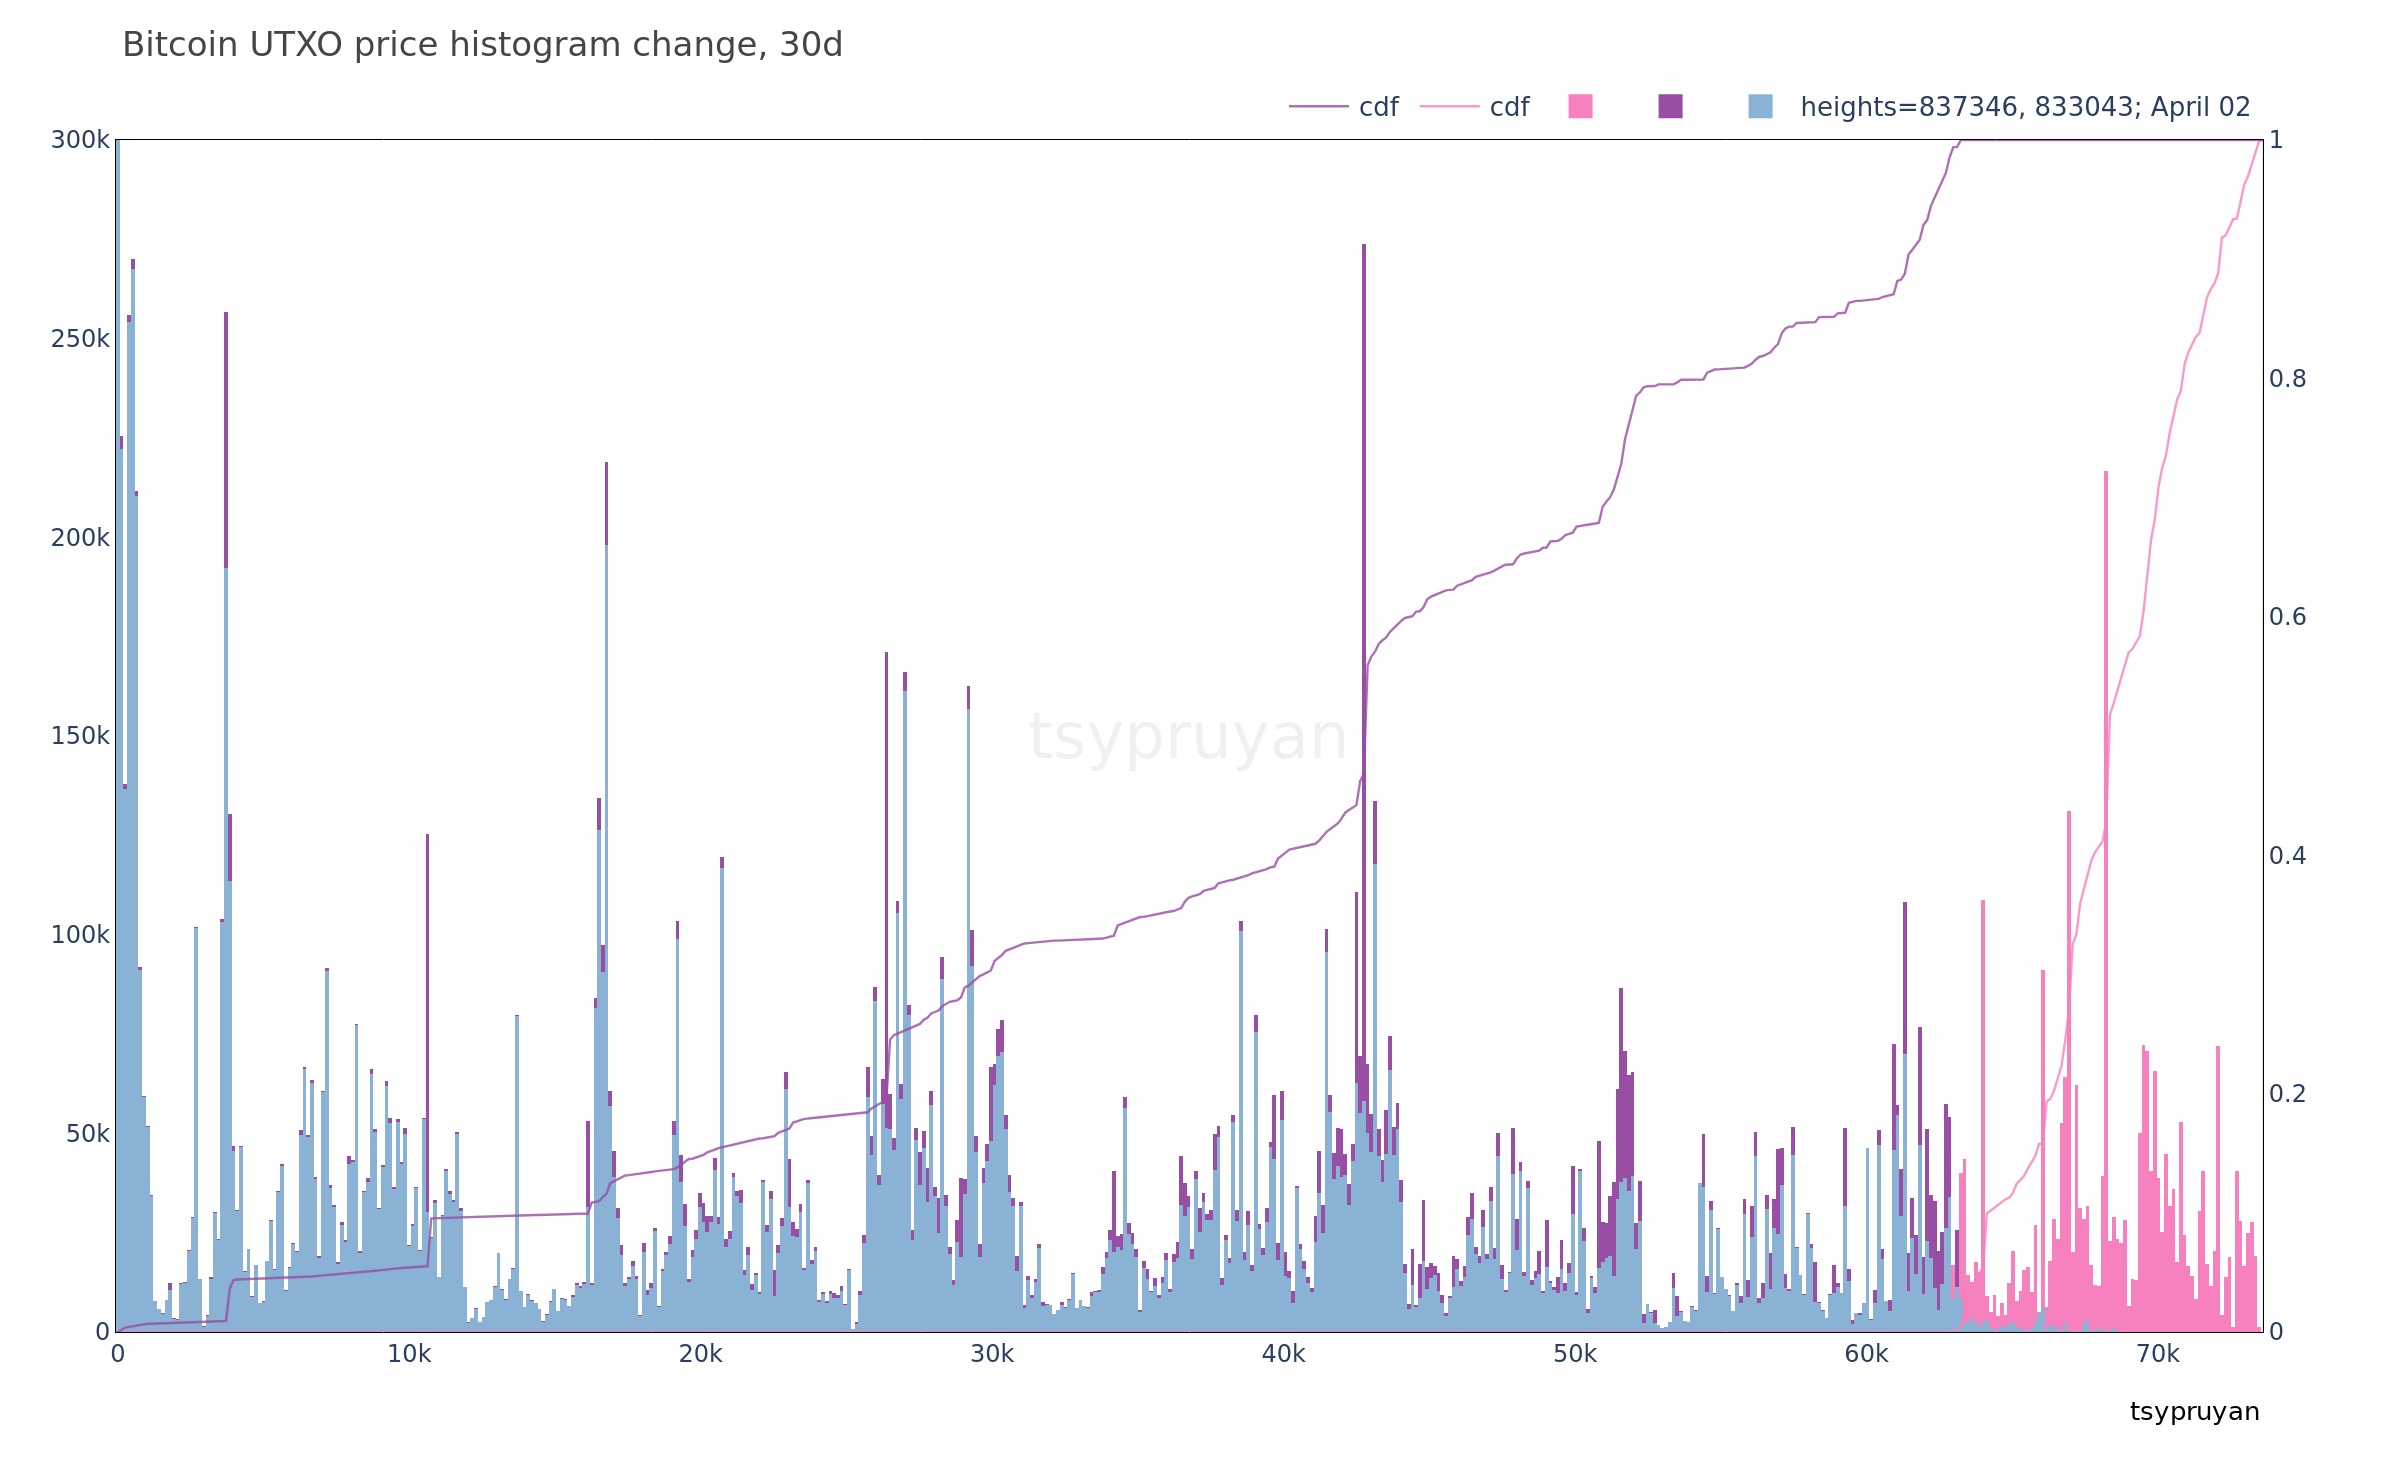 Bitcoin UTXO price histogram change, 30d
cdf cdf heights=837346, 833043; April 02
300k
250k
200k
150k
100k
50k
0
1
0.8
0.6
0.4
0.2
0
tsypruyan
0 10k 20k 30k 40k 50k 60k 70k
tsypruyan